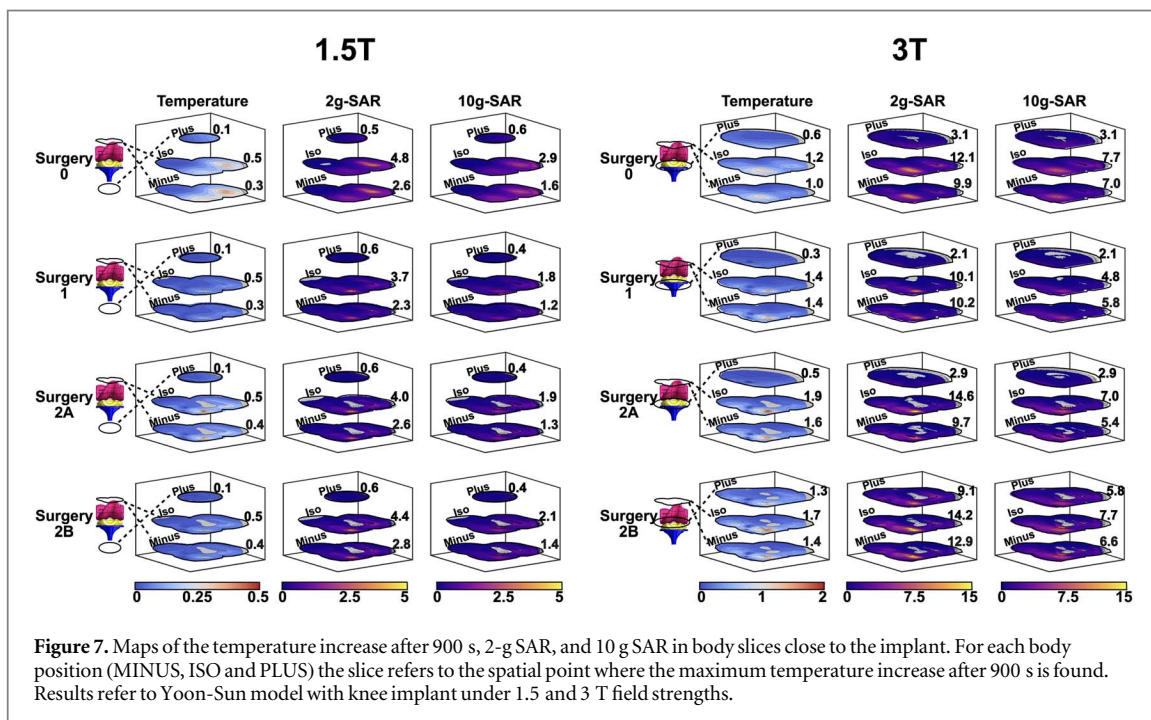 1.5T
3T
Temperature 2g-SAR 10g-SAR
Temperature 2g-SAR 10g-SAR
Surgery 0
Plus 0.1 Plus 0.5 Plus 0.6
Iso 0.5 Iso 4.8 Iso 2.9
Minus 0.3 Minus 2.6 Minus 1.6
Surgery 0
Plus 0.6 Plus 3.1 Plus 3.1
Iso 1.2 Iso 12.1 Iso 7.7
Minus 1.0 Minus 9.9 Minus 7.0
Surgery 1
Plus 0.1 Plus 0.6 Plus 0.4
Iso 0.5 Iso 3.7 Iso 1.8
Minus 0.3 Minus 2.3 Minus 1.2
Surgery 1
Plus 0.3 Plus 2.1 Plus 2.1
Iso 1.4 Iso 10.1 Iso 4.8
Minus 1.4 Minus 10.2 Minus 5.8
Surgery 2A
Plus 0.1 Plus 0.6 Plus 0.4
Iso 0.5 Iso 4.0 Iso 1.9
Minus 0.4 Minus 2.6 Minus 1.3
Surgery 2A
Plus 0.5 Plus 2.9 Plus 2.9
Iso 1.9 Iso 14.6 Iso 7.0
Minus 1.6 Minus 9.7 Minus 5.4
Surgery 2B
Plus 0.1 Plus 0.6 Plus 0.4
Iso 0.5 Iso 4.4 Iso 2.1
Minus 0.4 Minus 2.8 Minus 1.4
Surgery 2B
Plus 1.3 Plus 9.1 Plus 5.8
Iso 1.7 Iso 14.2 Iso 7.7
Minus 1.4 Minus 12.9 Minus 6.6
0 0.25 0.5 0 2.5 5 0 2.5 5
0 1 2 0 7.5 15 0 7.5 15
Figure 7. Maps of the temperature increase after 900 s, 2-g SAR, and 10 g SAR in body slices close to the implant. For each body
position (MINUS, ISO and PLUS) the slice refers to the spatial point where the maximum temperature increase after 900 s is found.
Results refer to Yoon-Sun model with knee implant under 1.5 and 3 T field strengths.